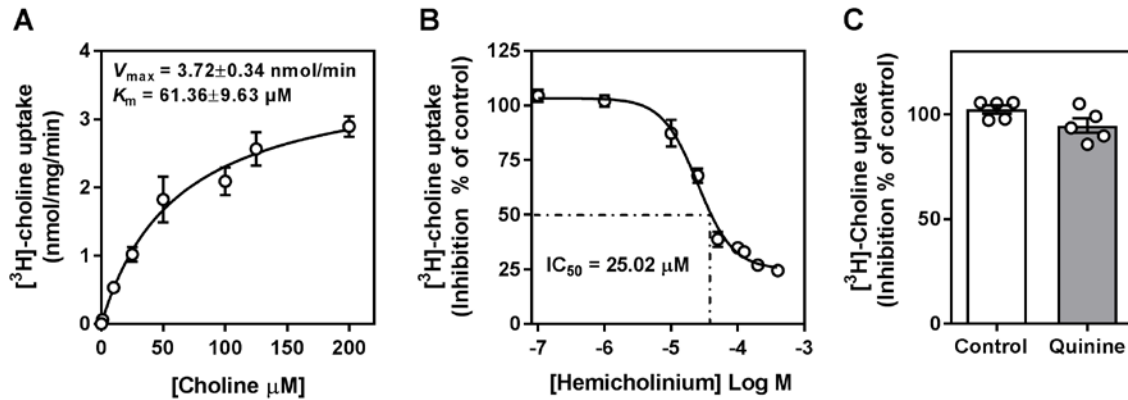 A
[³H]-choline uptake
(nmol/mg/min)
4
3
2
1
0
Vmax = 3.72±0.34 nmol/min
Km = 61.36±9.63 µM
0
50
100
150
200
[Choline µM]
B
[³H]-choline uptake
(Inhibition % of control)
125
100
75
50
25
0
IC50 = 25.02 µM
-7
-6
-5
-4
-3
[Hemicholinium] Log M
C
[³H]-Choline uptake
(Inhibition % of control)
100
50
0
Control
Quinine